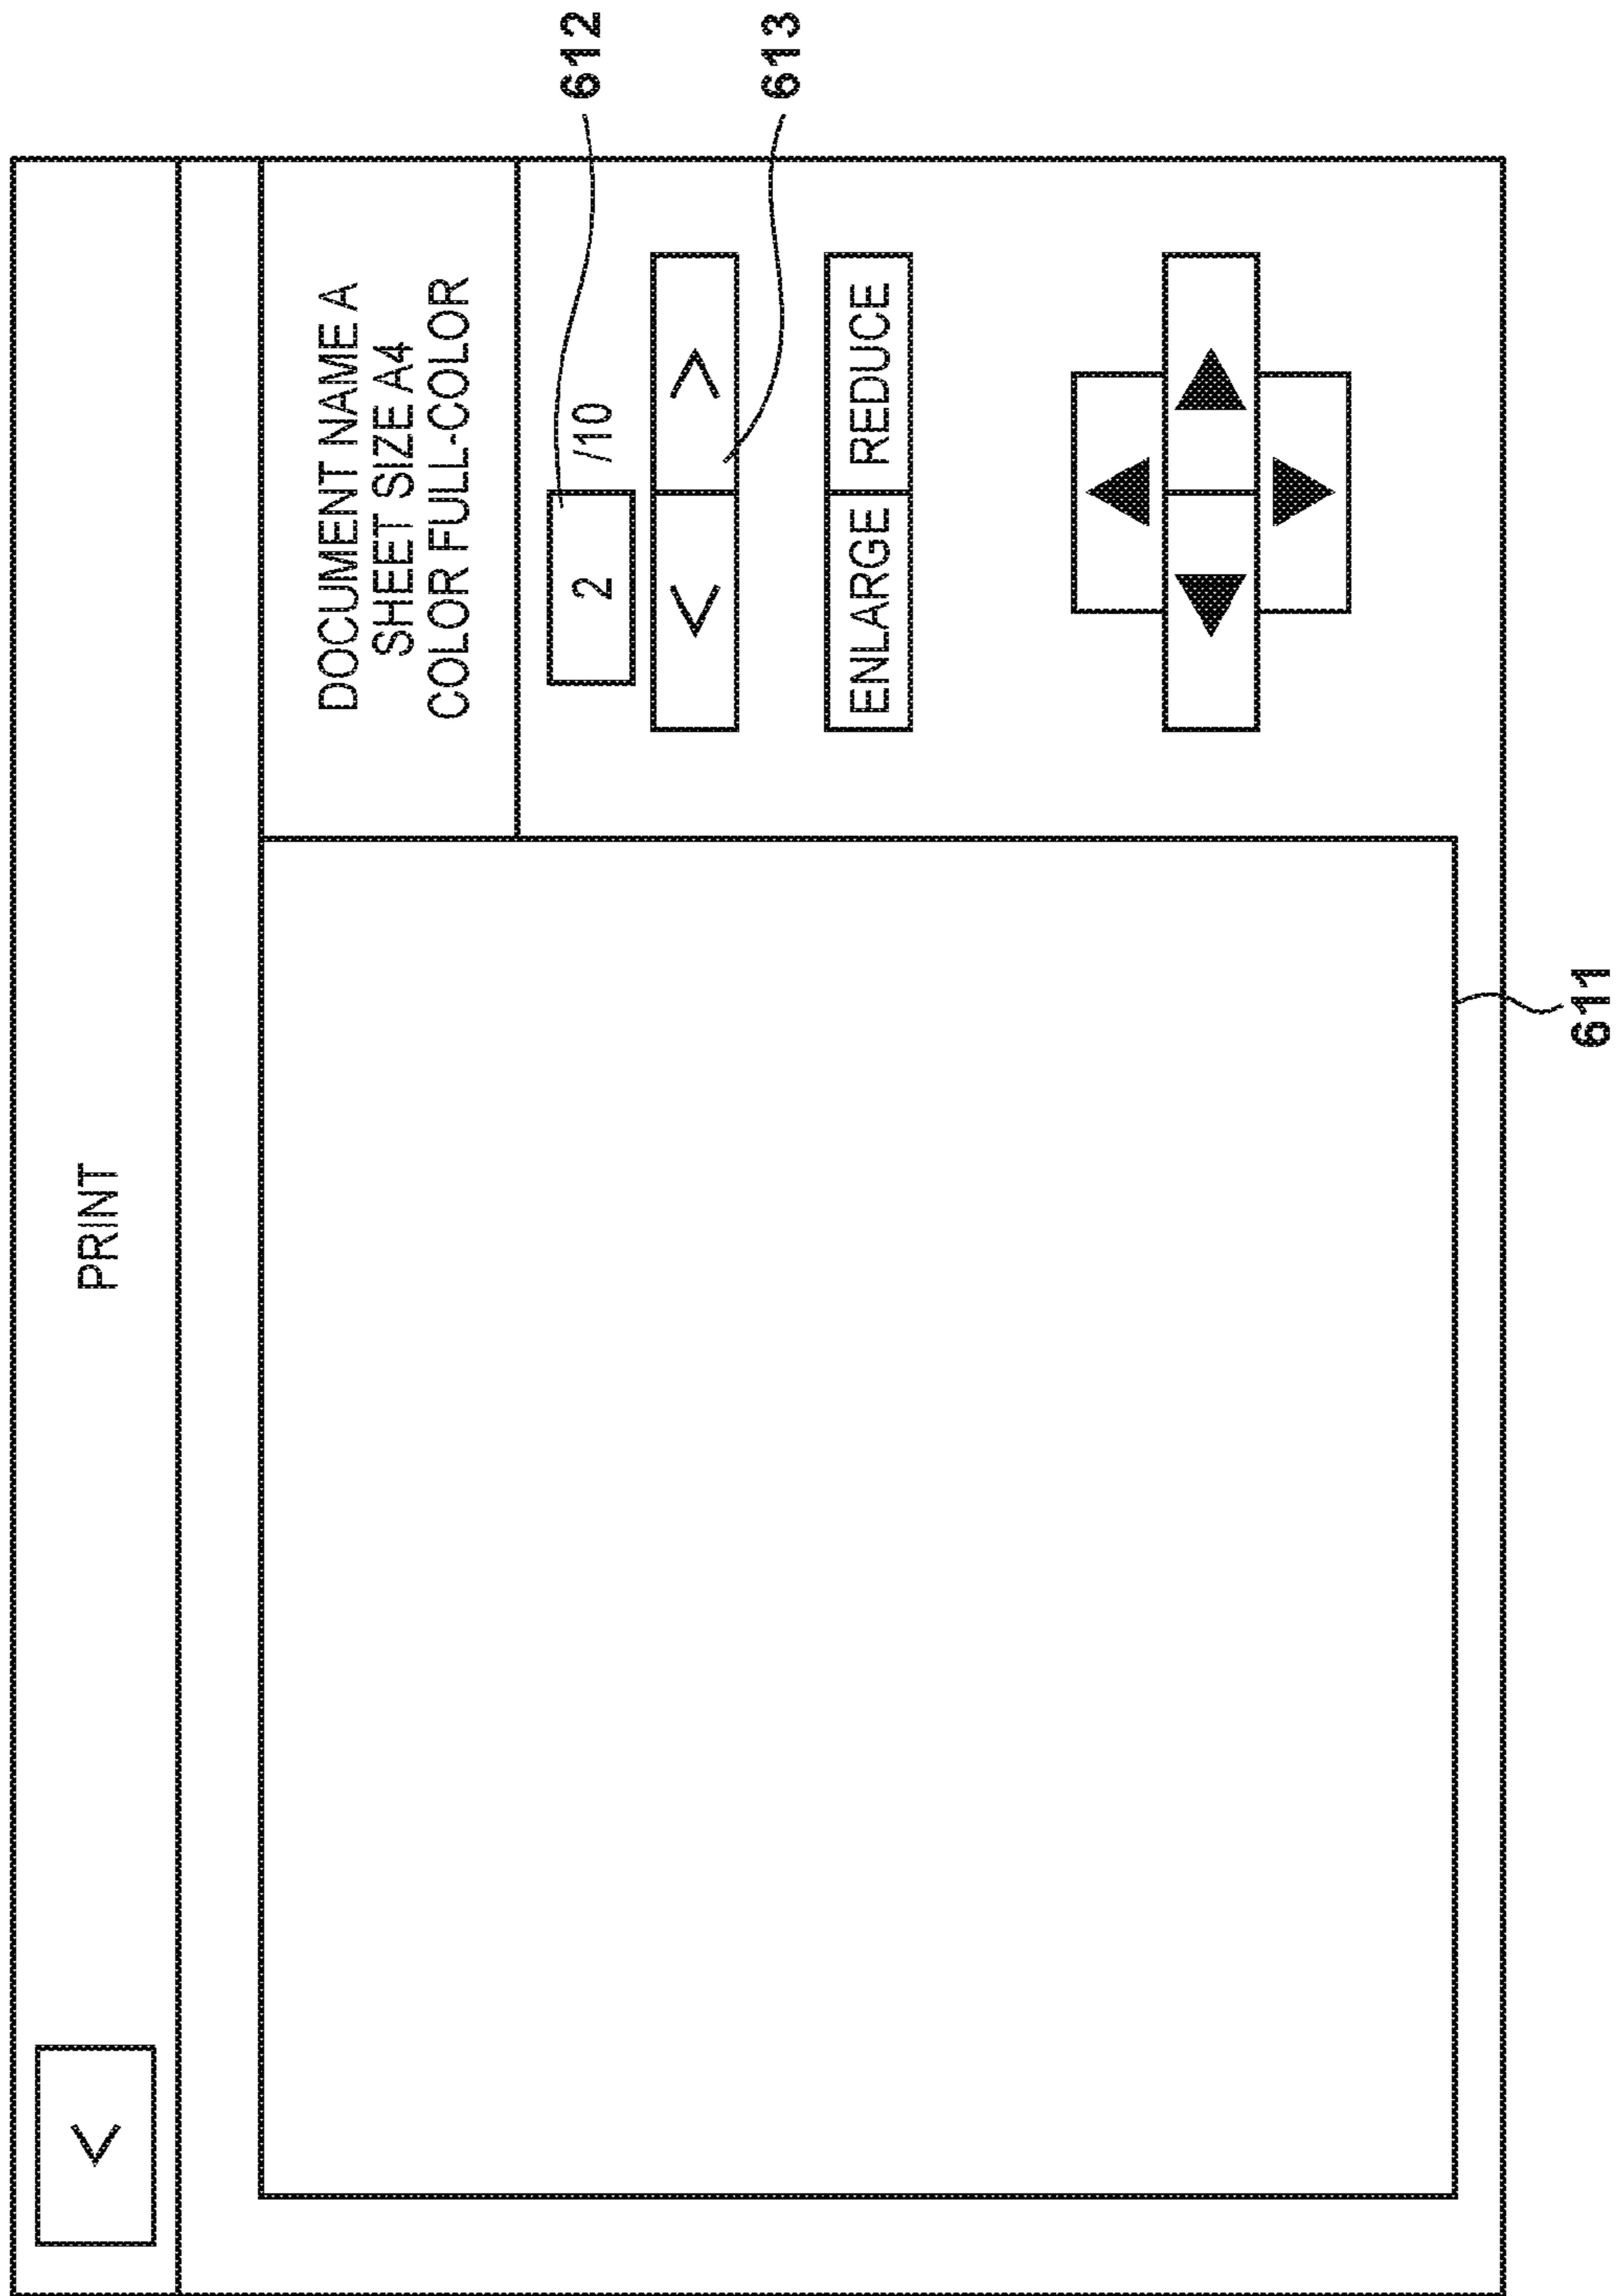 PRINT
<
DOCUMENT NAME A
SHEET SIZE A4
COLOR FULL-COLOR
2 /10
< >
ENLARGE REDUCE
612
613
611